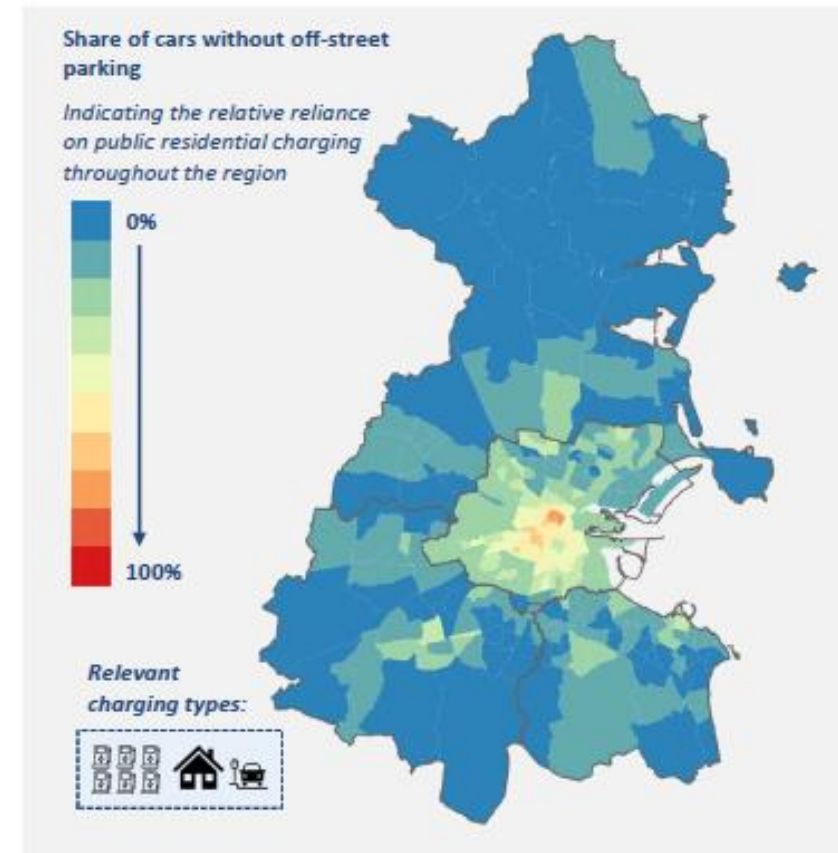 Share of cars without off-street
parking
Indicating the relative reliance
on public residential charging
throughout the region
0%
100%
Relevant
charging types: